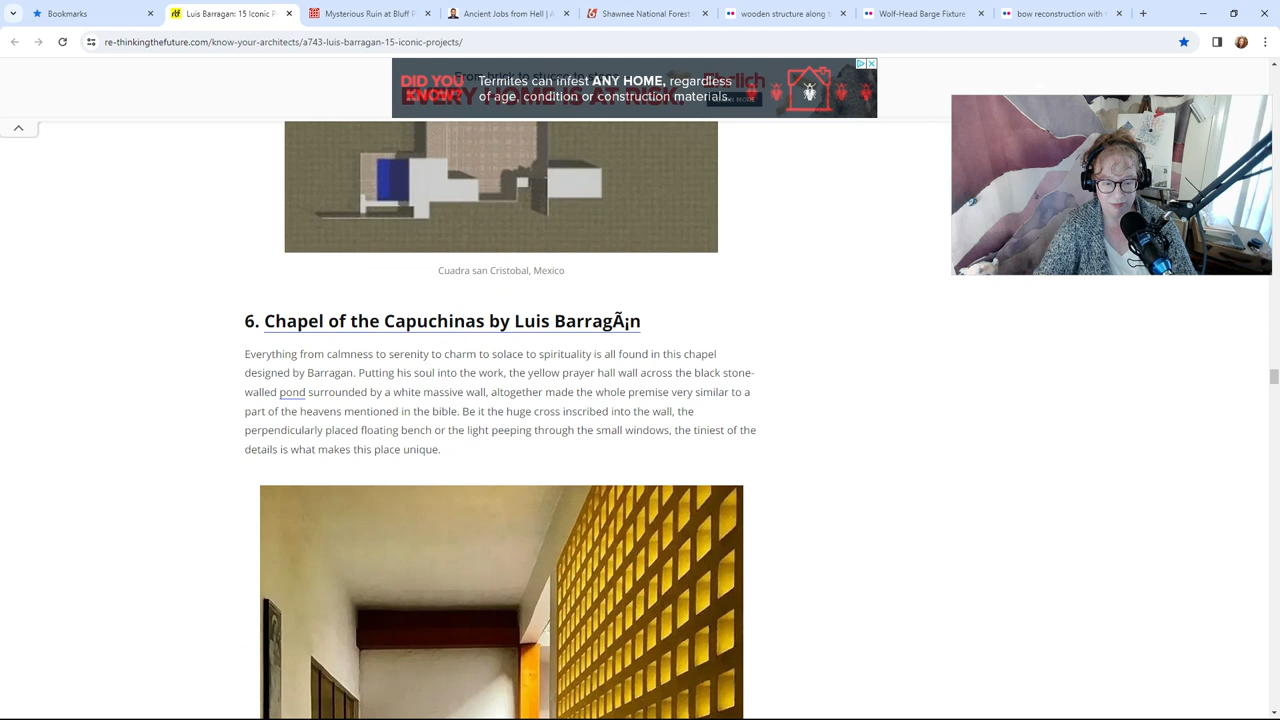 Bookmarks
Luis Barragan: 15 Iconic P
Mysterious Ruin at Bluff P
Ancient Jobs from Hell | A
Shawnee National Forest
wooden structure along t
Wolf-Head Barge Fixture
bow reconstruction with t
re-thinkingthefuture.com/know-your-architects/a743-luis-barragan-15-iconic-projects/
DID YOU KNOW?
Termites can infest ANY HOME, regardless
of age, condition or construction materials.
Ehrlich
Cuadra san Cristobal, Mexico
6. Chapel of the Capuchinas by Luis BarragÃ¡n
Everything from calmness to serenity to charm to solace to spirituality is all found in this chapel
designed by Barragan. Putting his soul into the work, the yellow prayer hall wall across the black stone-
walled pond surrounded by a white massive wall, altogether made the whole premise very similar to a
part of the heavens mentioned in the bible. Be it the huge cross inscribed into the wall, the
perpendicularly placed floating bench or the light peeping through the small windows, the tiniest of the
details is what makes this place unique.